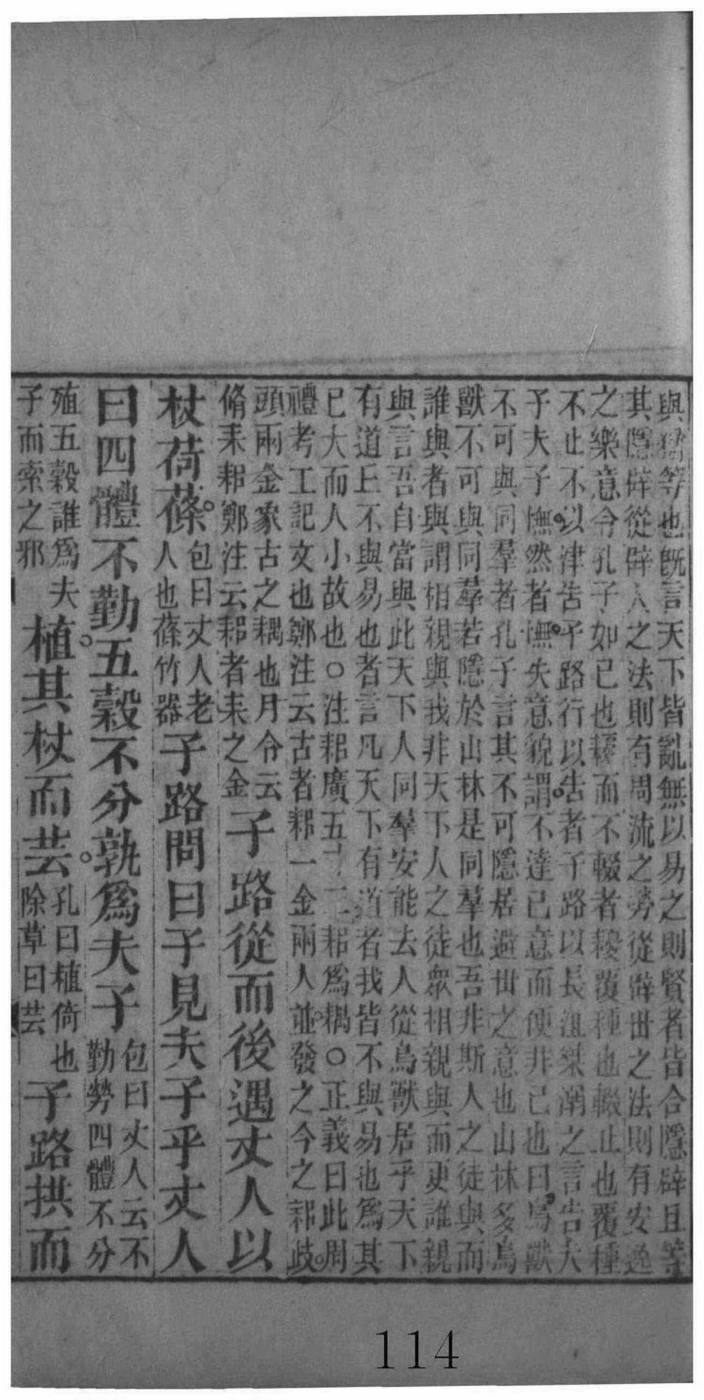 與猶等也既言天下皆亂無以易之則賢者皆合隱辟且等
其隱辟從辟人之法則有周流之勞從辟世之法則有安逸
之樂意令孔子如已也耰而不輟者耰覆種也輟止也覆種
不止不以津告子路行以告者子路以長沮桀溺之言告夫
子夫子憮然者憮失意貌謂不達已意而便非已也曰鳥獸
不可與同羣者孔子言其不可隱居避世之意也山林多鳥
獸不可與同羣若隱於山林是同羣也吾非斯人之徒與而
誰與者與謂相親與我非天下人之徒衆相親與而更誰親
與言吾自當與此天下人同羣安能去人從鳥獸居乎天下
有道丘不與易也者言凡天下有道者我皆不與易也爲其
已大而人小故也○注耜廣五寸二耜爲耦○正義曰此周
禮考工記文也鄭注云古者耜一金兩人並發之今之耜歧
頭兩金象古之耦也月令云
脩耒耜鄭注云耜者耒之金
子路從而後遇丈人以
杖荷蓧
包曰丈人老
人也蓧竹器
子路問曰子見夫子乎丈人
曰四體不勤五穀不分孰爲夫子
包曰丈人云不
勤勞四體不分
殖五穀誰爲夫
子而索之邪
植其杖而芸
孔曰植倚也
除草曰芸
子路拱而
114